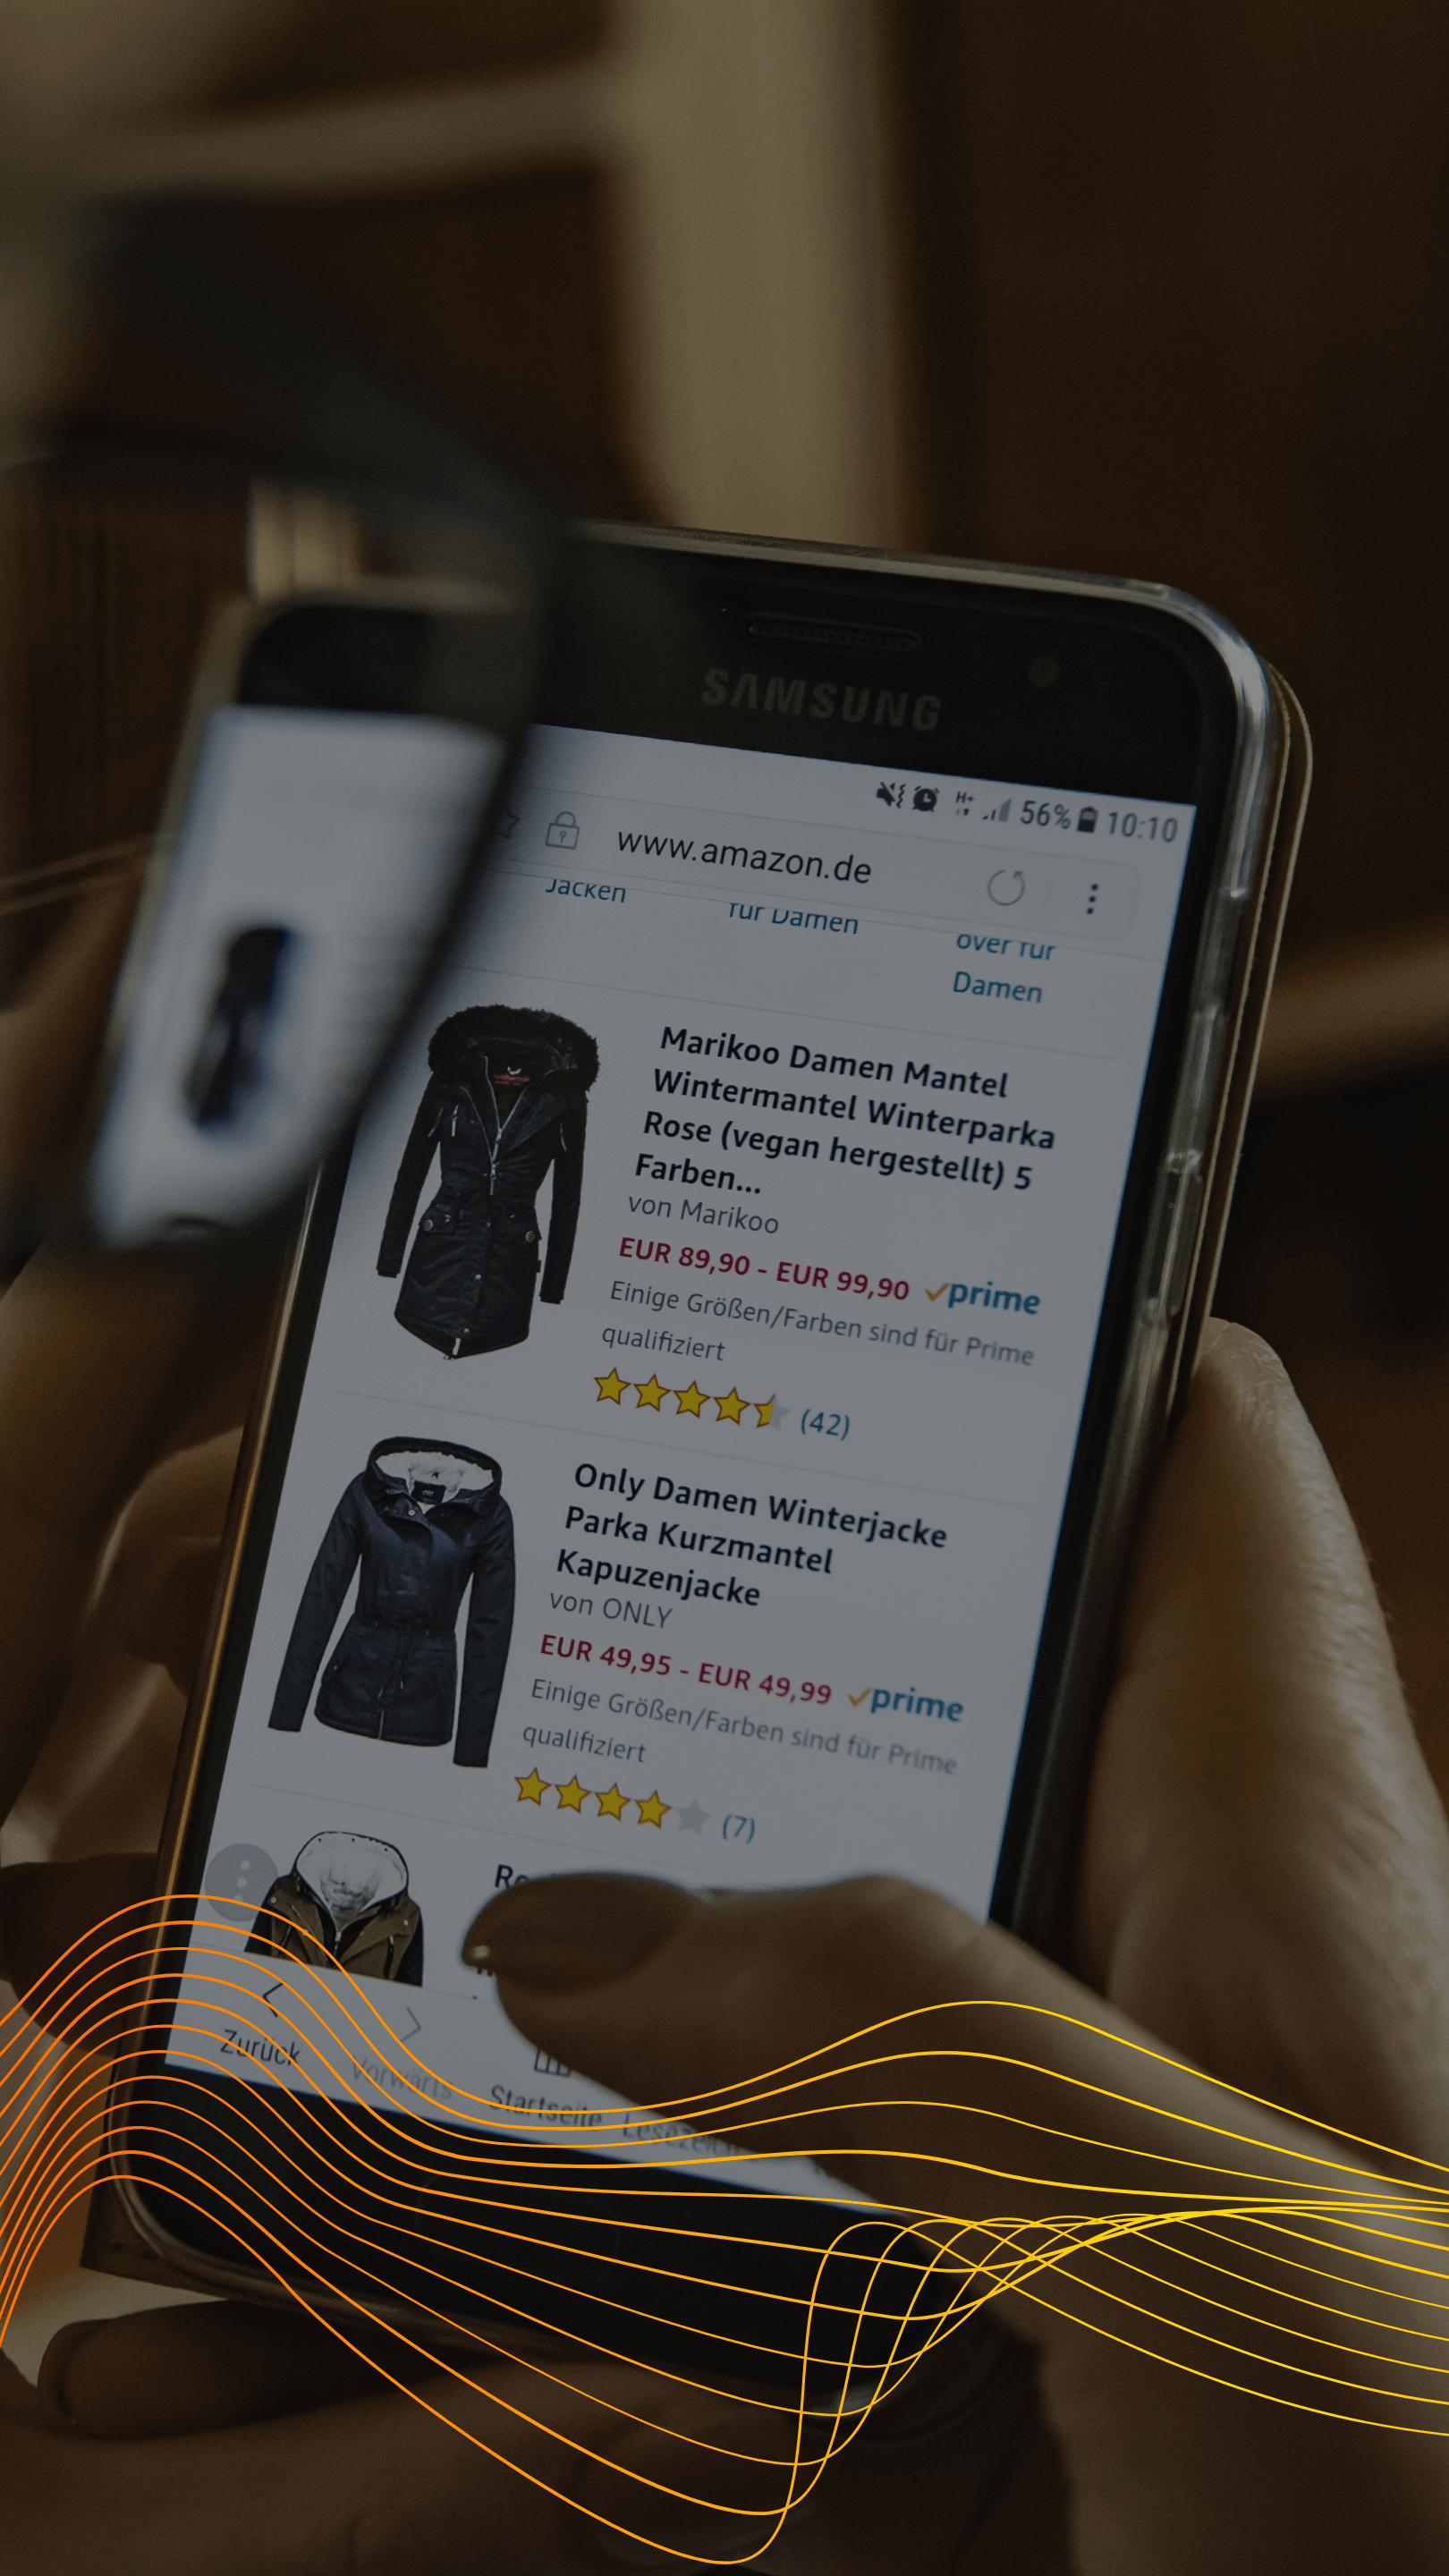 SAMSUNG
H+ 56% 10:10
www.amazon.de
Jacken
für Damen
over für
Damen
Marikoo Damen Mantel
Wintermantel Winterparka
Rose (vegan hergestellt) 5
Farben...
von Marikoo
EUR 89,90 - EUR 99,90 prime
Einige Größen/Farben sind für Prime
qualifiziert
(42)
Only Damen Winterjacke
Parka Kurzmantel
Kapuzenjacke
von ONLY
EUR 49,95 - EUR 49,99 prime
Einige Größen/Farben sind für Prime
qualifiziert
(7)
Zurück
Vorwärts
Startseite